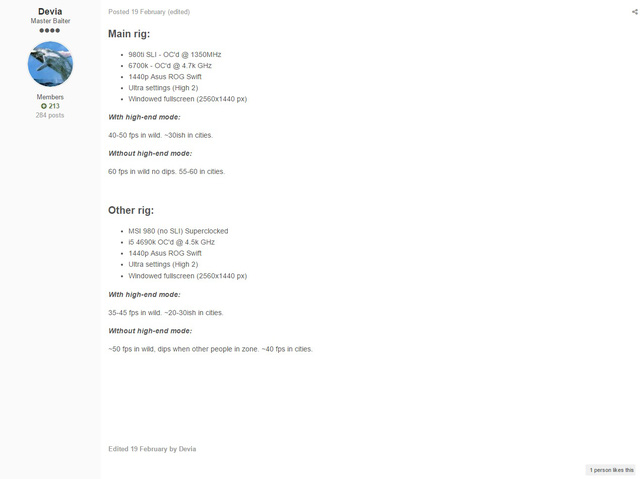 Devia
Master Baiter
Members
213
284 posts
Posted 19 February (edited)
Main rig:
980ti SLI - OC'd @ 1350MHz
6700k - OC'd @ 4.7k GHz
1440p Asus ROG Swift
Ultra settings (High 2)
Windowed fullscreen (2560x1440 px)
With high-end mode:
40-50 fps in wild. ~30ish in cities.
Without high-end mode:
60 fps in wild no dips. 55-60 in cities.
Other rig:
MSI 980 (no SLI) Superclocked
i5 4690k OC'd @ 4.5k GHz
1440p Asus ROG Swift
Ultra settings (High 2)
Windowed fullscreen (2560x1440 px)
With high-end mode:
35-45 fps in wild. ~20-30ish in cities.
Without high-end mode:
~50 fps in wild, dips when other people in zone. ~40 fps in cities.
Edited 19 February by Devia
1 person likes this